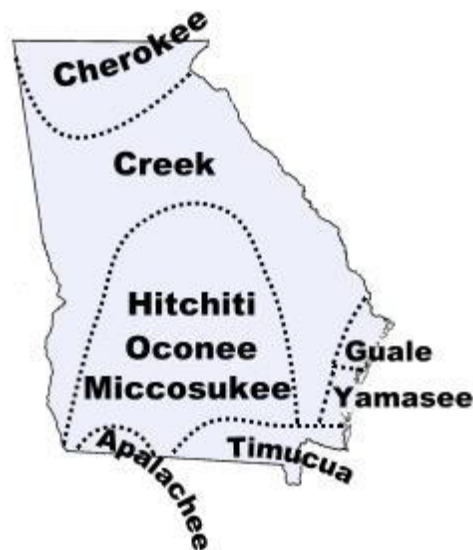 Cherokee
Creek
Hitchiti
Oconee
Miccosukee
Guale
Yamasee
Apalachee
Timucua